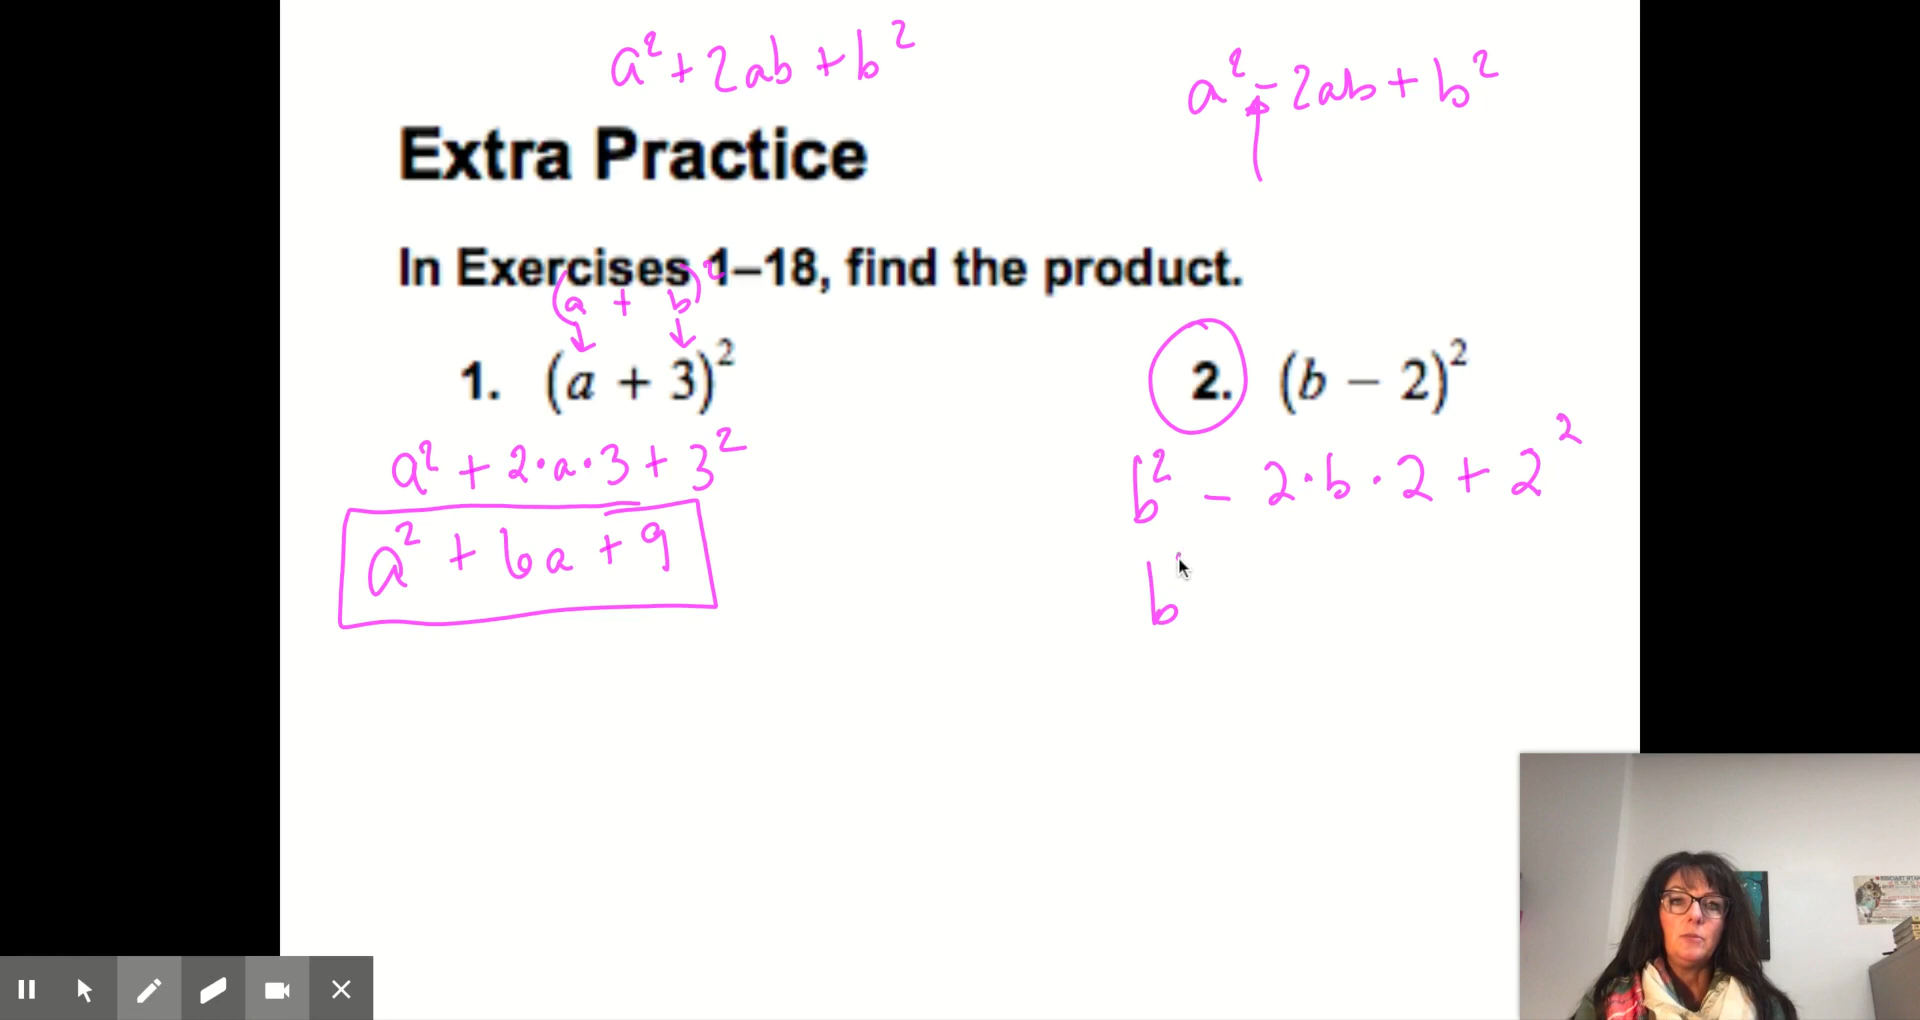 a² + 2ab + b²
a² - 2ab + b²
Extra Practice
In Exercises 1–18, find the product.
(a + b)²
1. (a + 3)²
2. (b – 2)²
a² + 2·a·3 + 3²
b² - 2·b·2 + 2²
a² + 6a + 9
b